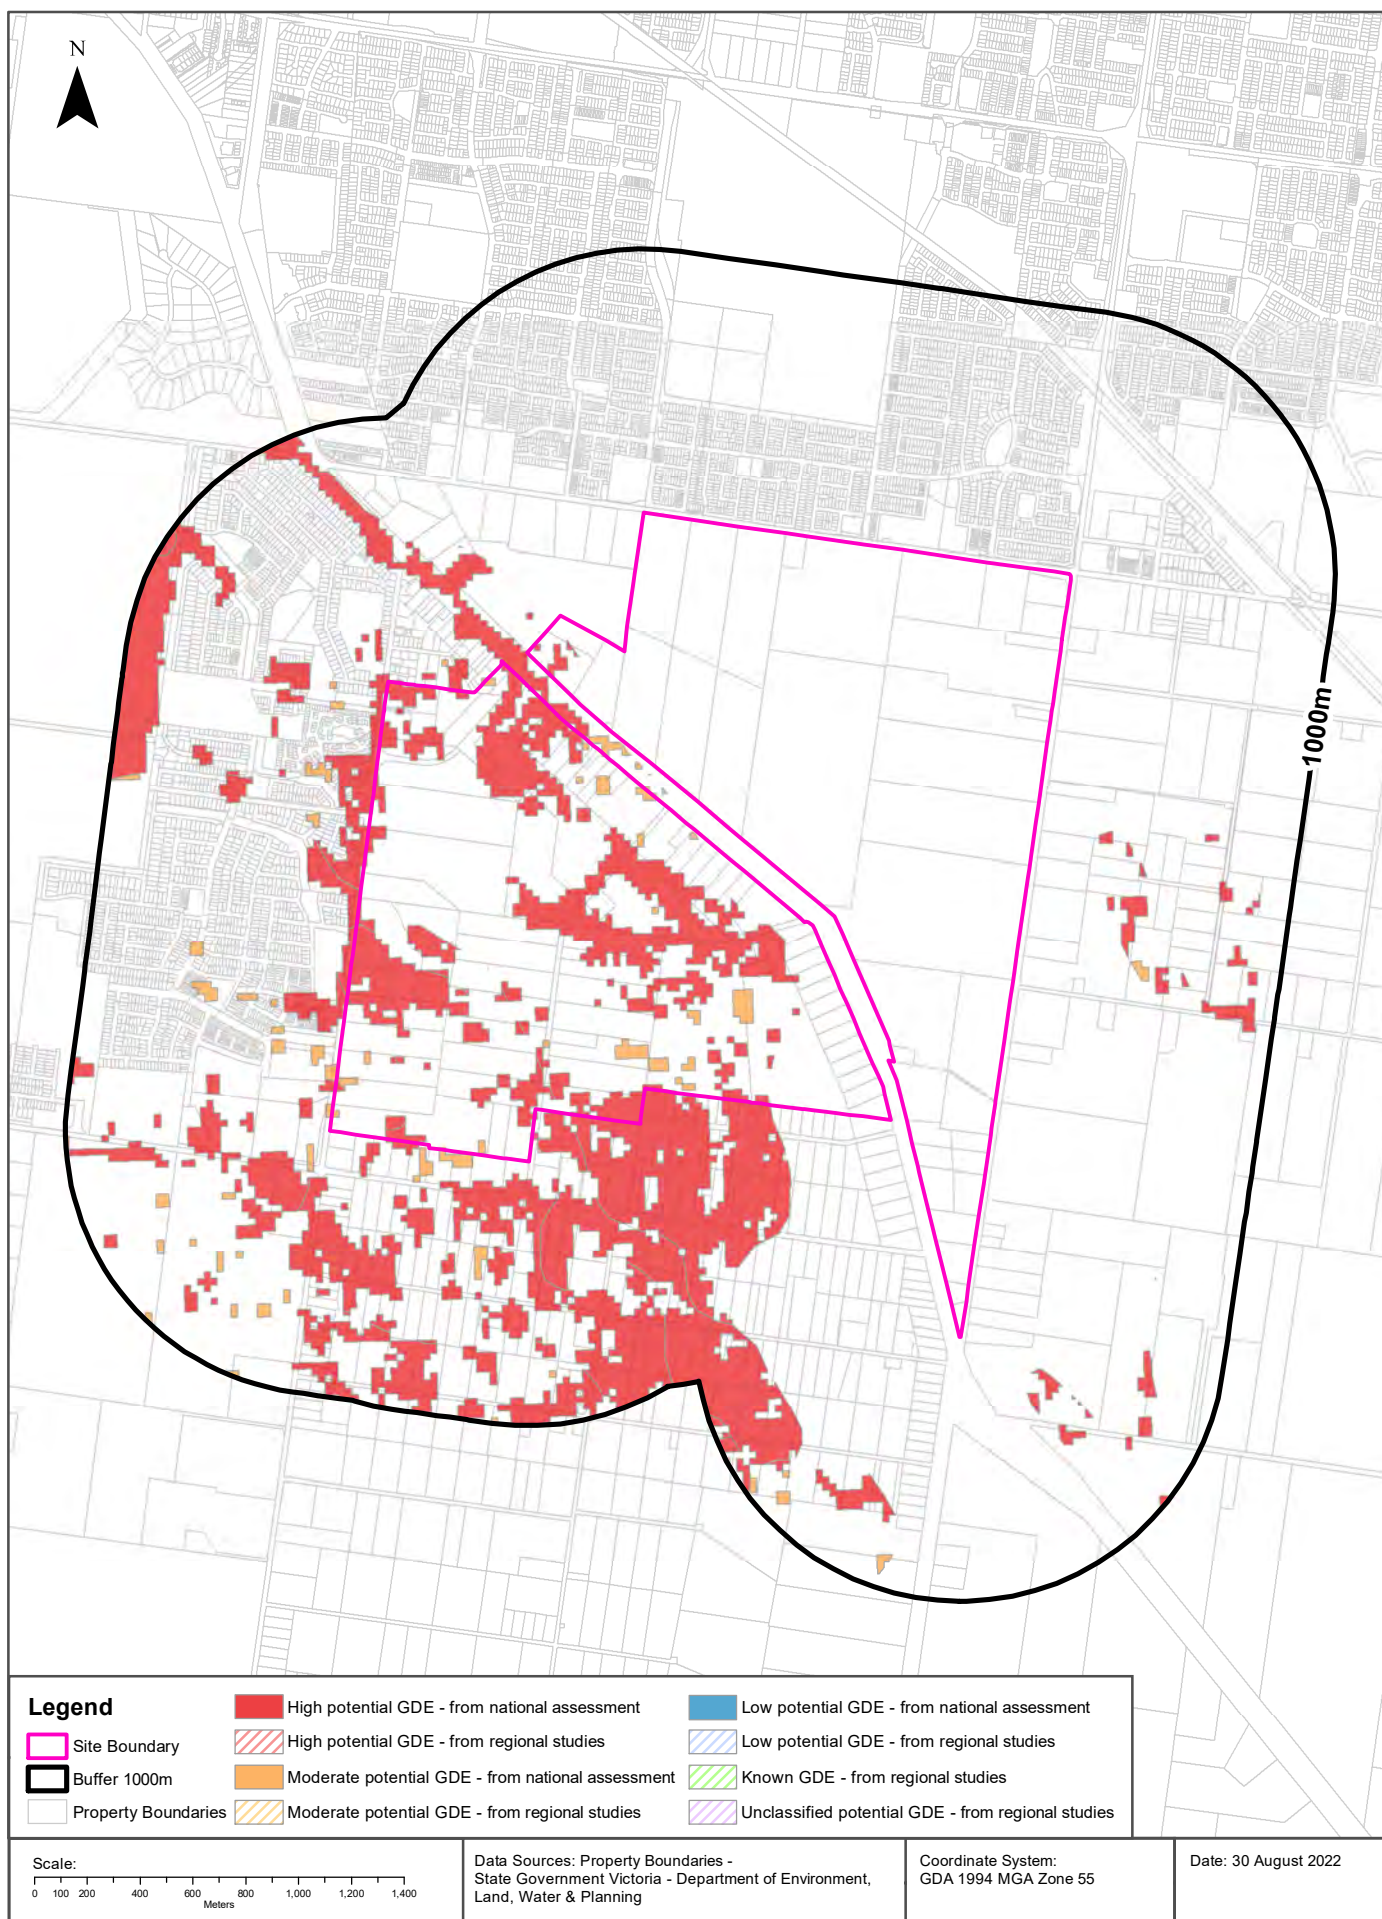 N
1000m
Legend
Site Boundary
Buffer 1000m
Property Boundaries
High potential GDE - from national assessment
High potential GDE - from regional studies
Moderate potential GDE - from national assessment
Moderate potential GDE - from regional studies
Low potential GDE - from national assessment
Low potential GDE - from regional studies
Known GDE - from regional studies
Unclassified potential GDE - from regional studies
Scale:
0 100 200 400 600 800 1,000 1,200 1,400
Meters
Data Sources: Property Boundaries -
State Government Victoria - Department of Environment,
Land, Water & Planning
Coordinate System:
GDA 1994 MGA Zone 55
Date: 30 August 2022